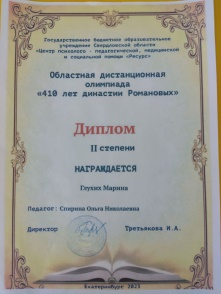 Государственное бюджетное образовательное
учреждение Свердловской области
«Центр психолого - педагогической, медицинской
и социальной помощи «Ресурс»
Областная дистанционная
олимпиада
«410 лет династии Романовых»
Диплом
II степени
НАГРАЖДАЕТСЯ
Глухих Марина
Педагог: Спирина Ольга Николаевна
Директор Третьякова И.А.
Екатеринбург 2023